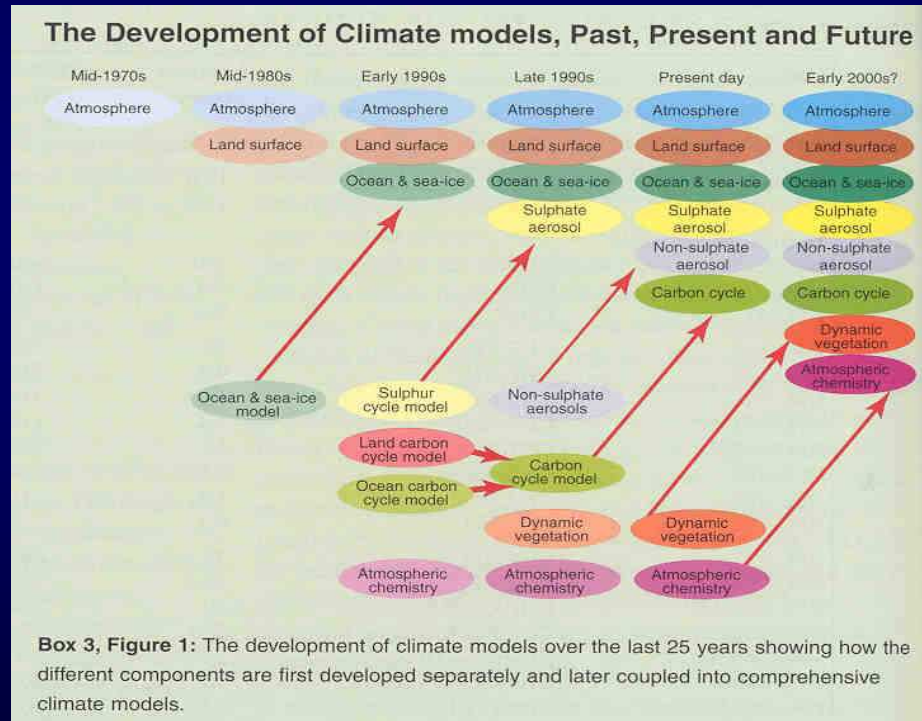 The Development of Climate models, Past, Present and Future
Mid-1970s Mid-1980s Early 1990s Late 1990s Present day Early 2000s?
Atmosphere Atmosphere Atmosphere Atmosphere Atmosphere Atmosphere
Land surface Land surface Land surface Land surface Land surface
Ocean & sea-ice Ocean & sea-ice Ocean & sea-ice Ocean & sea-ice
Sulphate Sulphate Sulphate
aerosol aerosol aerosol
Non-sulphate Non-sulphate
aerosol aerosol
Carbon cycle Carbon cycle
Dynamic
vegetation
Atmospheric
chemistry
Ocean & sea-ice
model
Sulphur
cycle model
Non-sulphate
aerosols
Land carbon
cycle model
Carbon
cycle model
Ocean carbon
cycle model
Dynamic Dynamic
vegetation vegetation
Atmospheric Atmospheric Atmospheric
chemistry chemistry chemistry
Box 3, Figure 1: The development of climate models over the last 25 years showing how the
different components are first developed separately and later coupled into comprehensive
climate models.